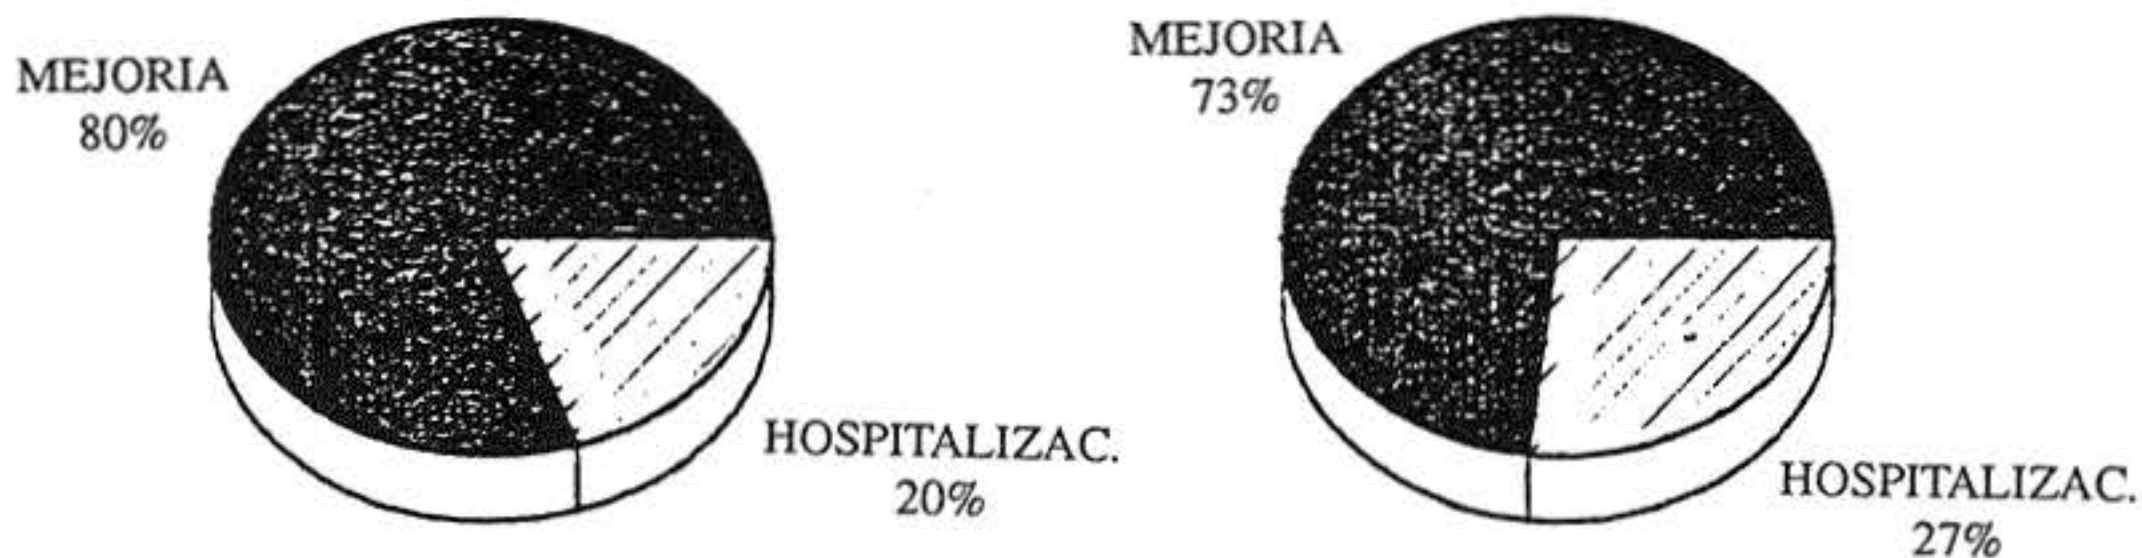 MEJORIA
80%
HOSPITALIZAC.
20%
MEJORIA
73%
HOSPITALIZAC.
27%